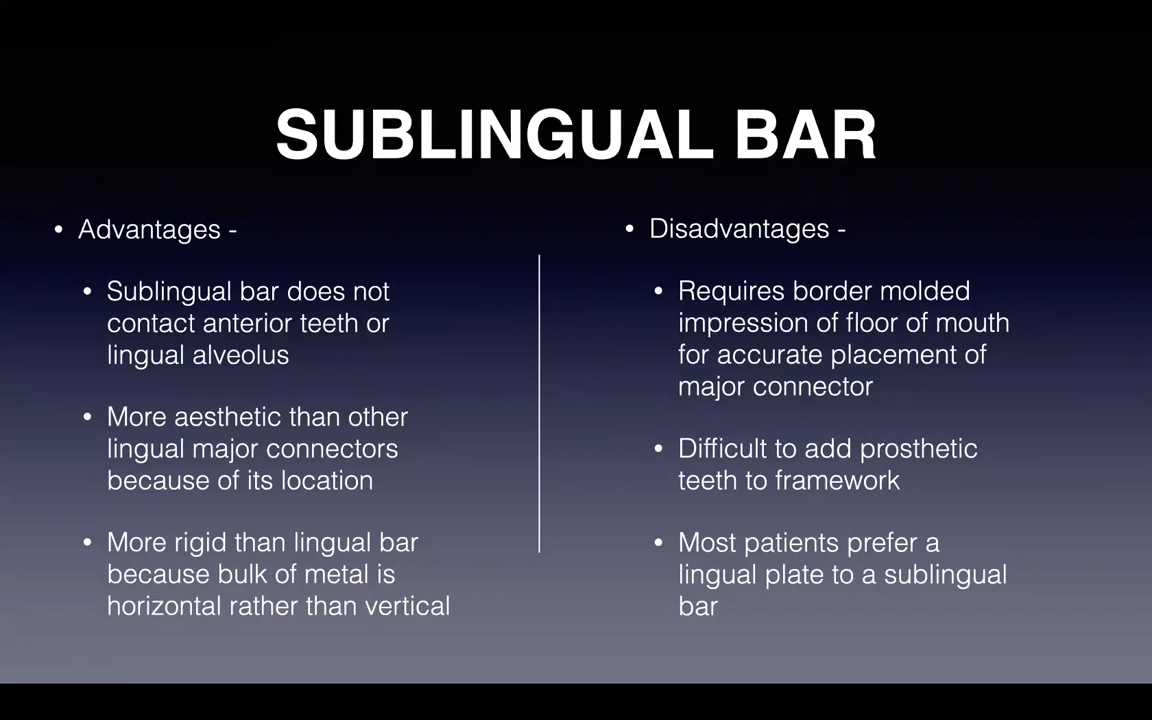 SUBLINGUAL BAR
• Advantages -
• Sublingual bar does not
contact anterior teeth or
lingual alveolus
• More aesthetic than other
lingual major connectors
because of its location
• More rigid than lingual bar
because bulk of metal is
horizontal rather than vertical
• Disadvantages -
• Requires border molded
impression of floor of mouth
for accurate placement of
major connector
• Difficult to add prosthetic
teeth to framework
• Most patients prefer a
lingual plate to a sublingual
bar